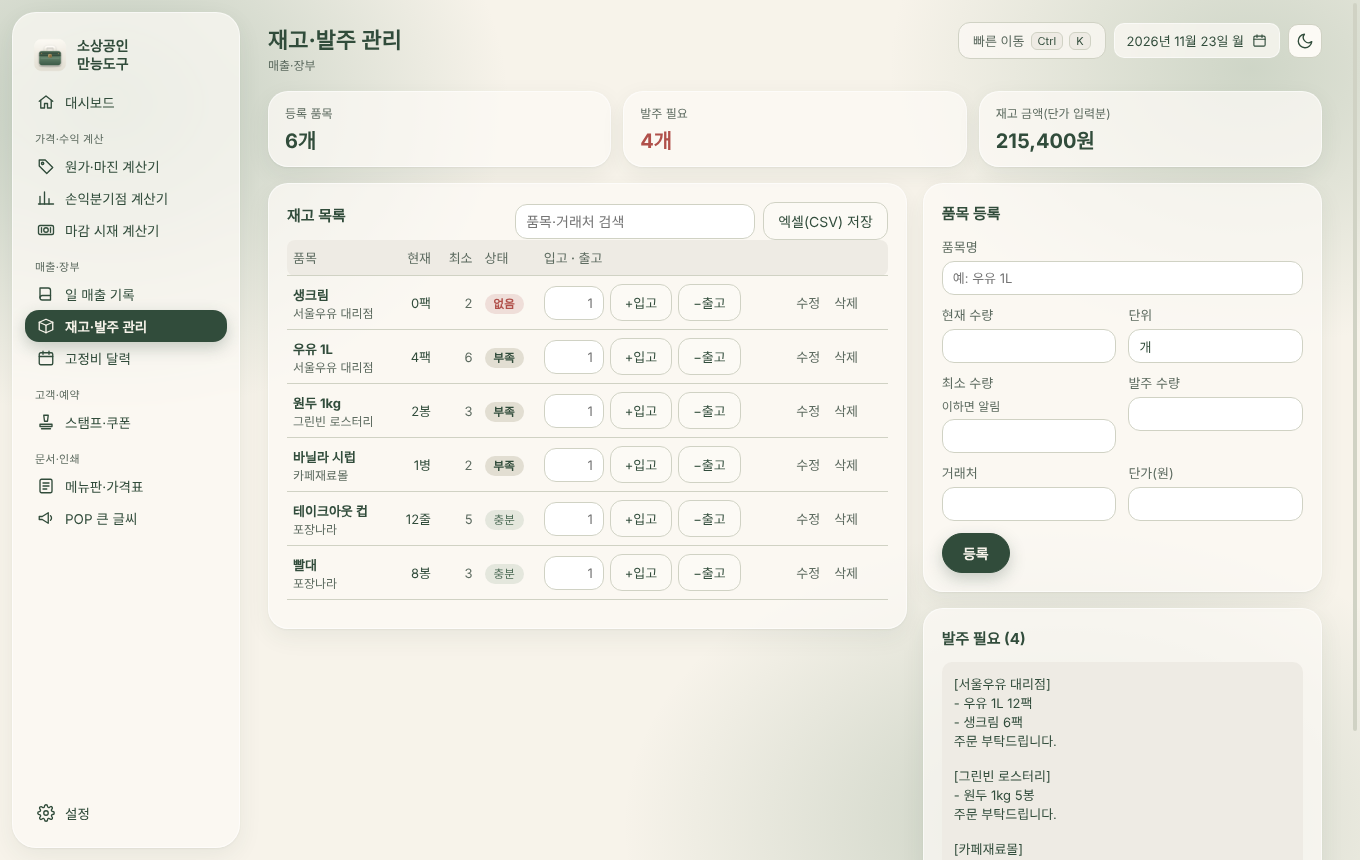 소상공인
만능도구
대시보드
가격·수익 계산
원가·마진 계산기
손익분기점 계산기
마감 시재 계산기
매출·장부
일 매출 기록
재고·발주 관리
고정비 달력
고객·예약
스탬프·쿠폰
문서·인쇄
메뉴판·가격표
POP 큰 글씨
설정
재고·발주 관리
매출·장부
빠른 이동 Ctrl K
2026년 11월 23일 월
등록 품목
6개
발주 필요
4개
재고 금액(단가 입력분)
215,400원
재고 목록
품목·거래처 검색
엑셀(CSV) 저장
품목 현재 최소 상태 입고 · 출고
생크림
서울우유 대리점
0팩 2 없음 1 +입고 −출고 수정 삭제
우유 1L
서울우유 대리점
4팩 6 부족 1 +입고 −출고 수정 삭제
원두 1kg
그린빈 로스터리
2봉 3 부족 1 +입고 −출고 수정 삭제
바닐라 시럽
카페재료몰
1병 2 부족 1 +입고 −출고 수정 삭제
테이크아웃 컵
포장나라
12줄 5 충분 1 +입고 −출고 수정 삭제
빨대
포장나라
8봉 3 충분 1 +입고 −출고 수정 삭제
품목 등록
품목명
예: 우유 1L
현재 수량 단위
개
최소 수량 발주 수량
이하면 알림
거래처 단가(원)
등록
발주 필요 (4)
[서울우유 대리점]
- 우유 1L 12팩
- 생크림 6팩
주문 부탁드립니다.
[그린빈 로스터리]
- 원두 1kg 5봉
주문 부탁드립니다.
[카페재료몰]